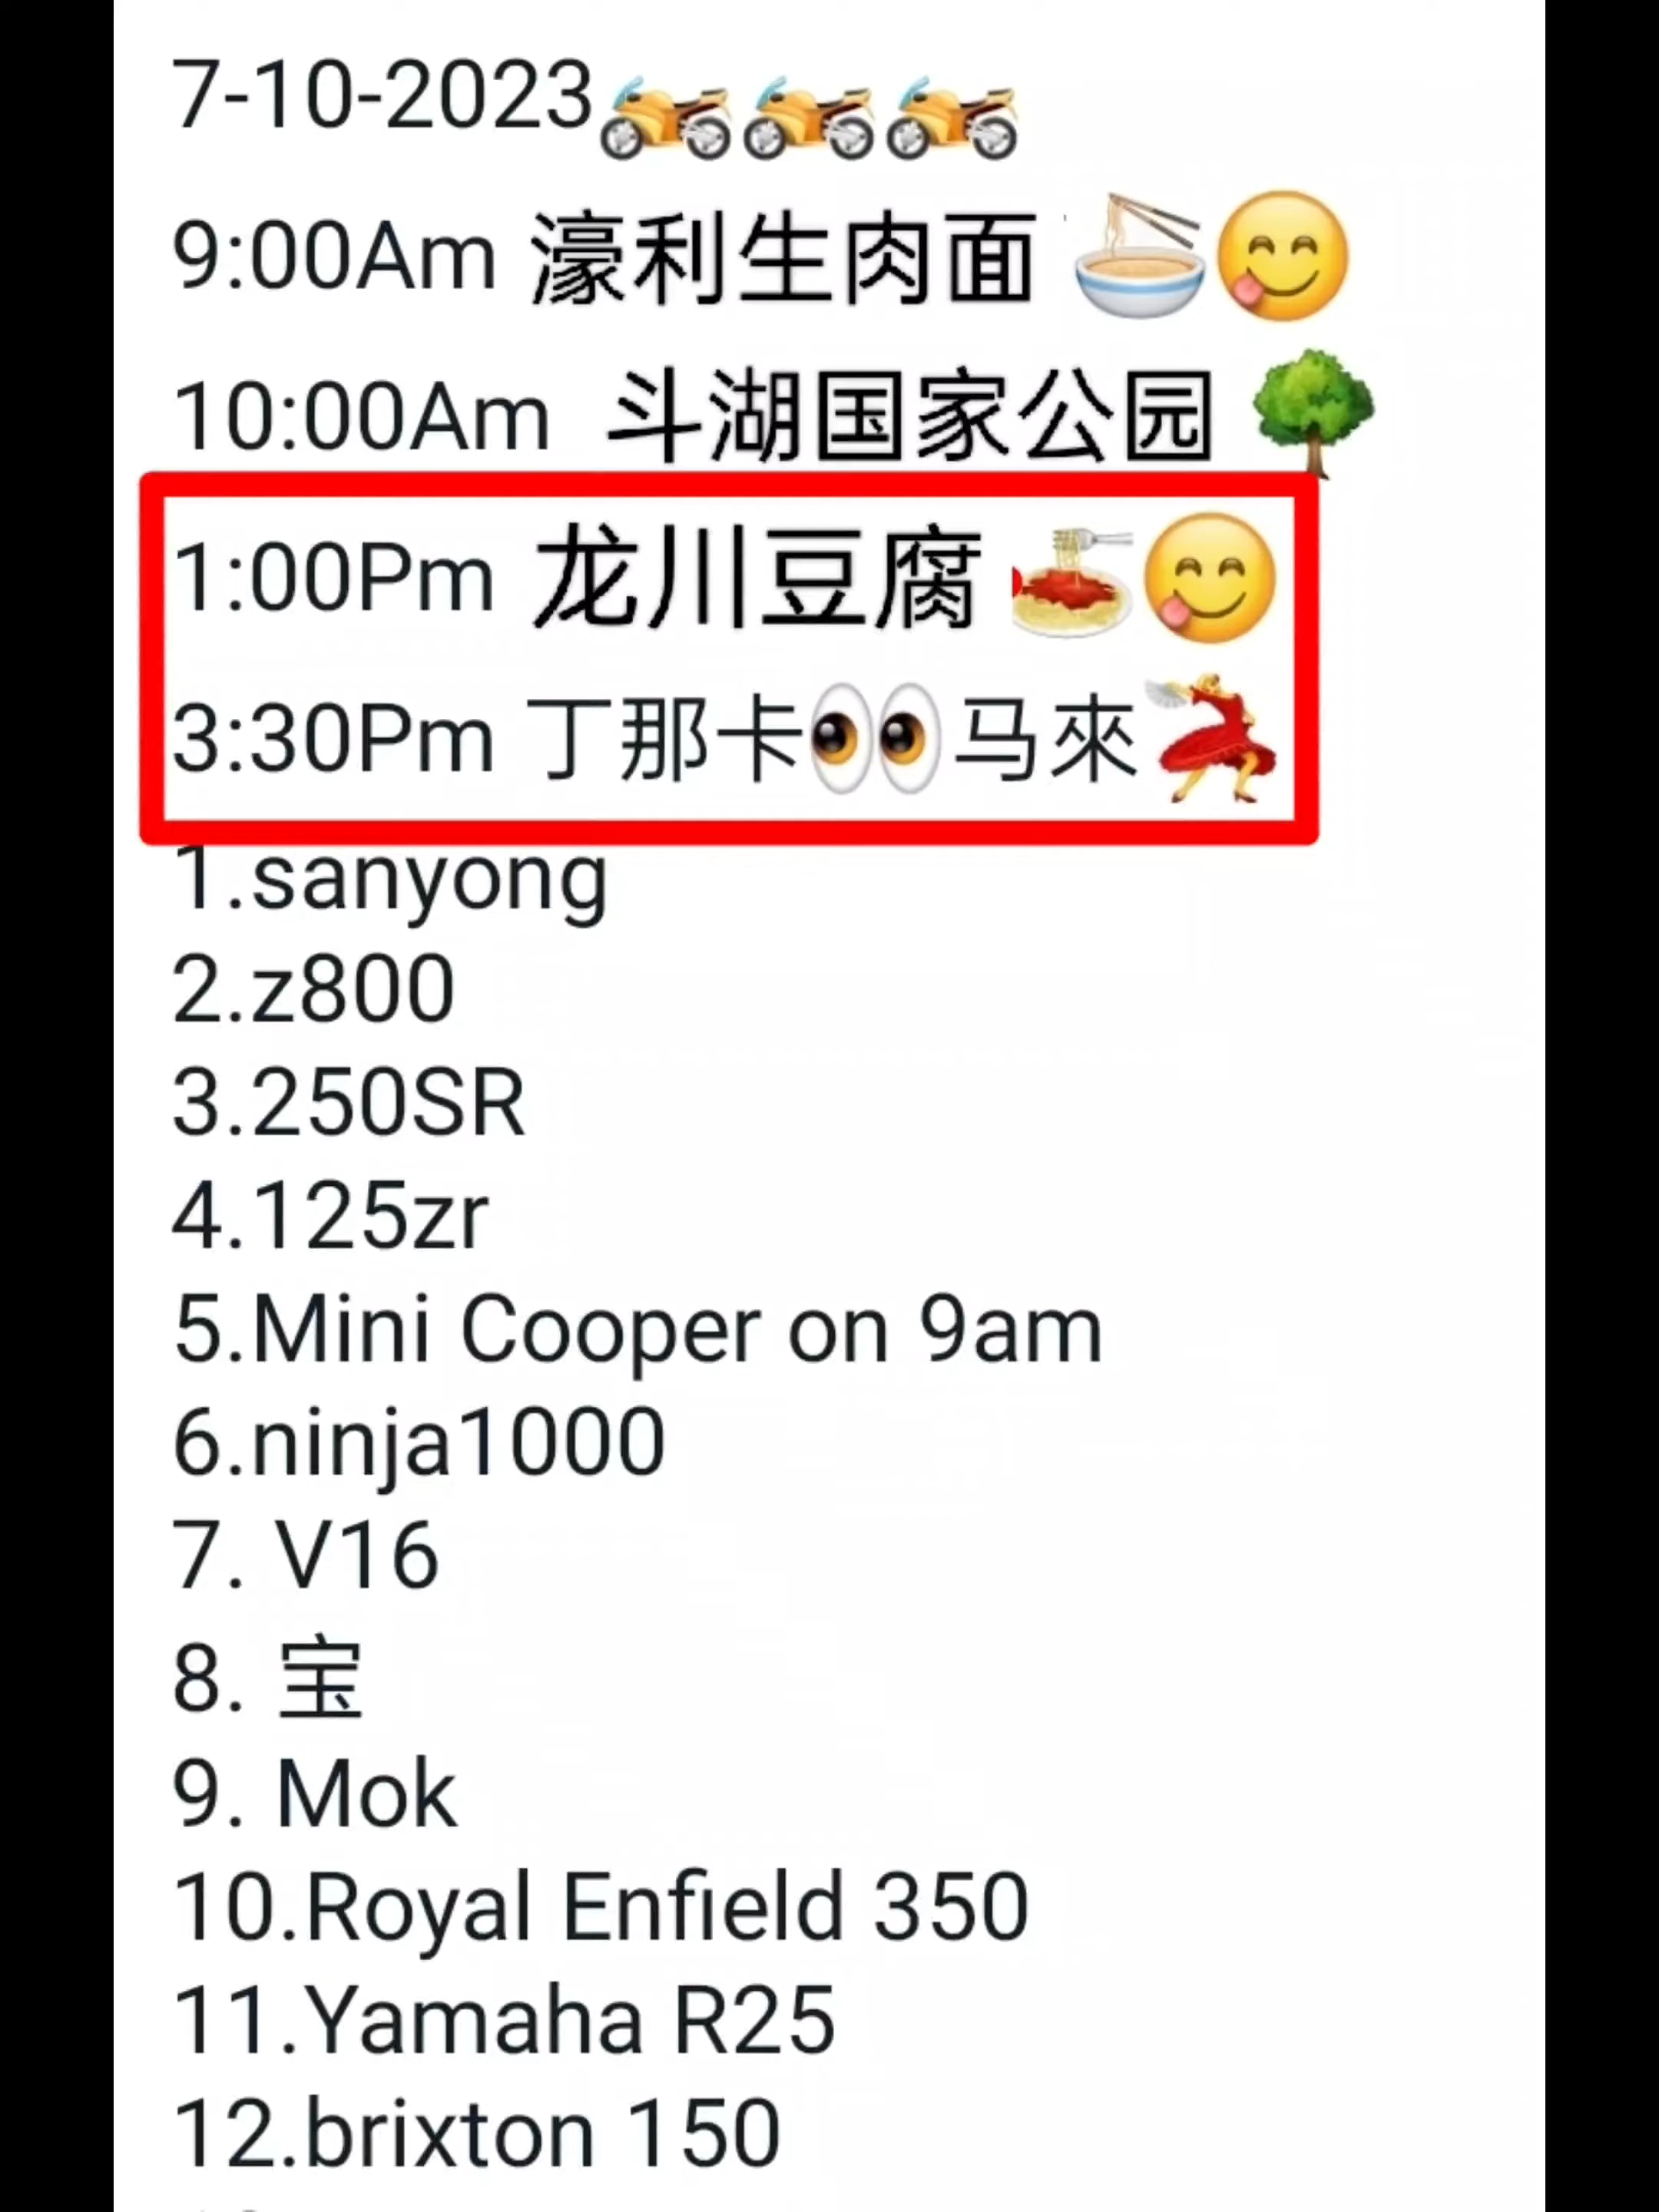 7-10-2023🏍️🏍️🏍️
9:00Am 濠利生肉面 🍜😋
10:00Am 斗湖国家公园 🌳
1:00Pm 龙川豆腐 🍝😋
3:30Pm 丁那卡👀马來💃
1.sanyong
2.z800
3.250SR
4.125zr
5.Mini Cooper on 9am
6.ninja1000
7. V16
8. 宝
9. Mok
10.Royal Enfield 350
11.Yamaha R25
12.brixton 150